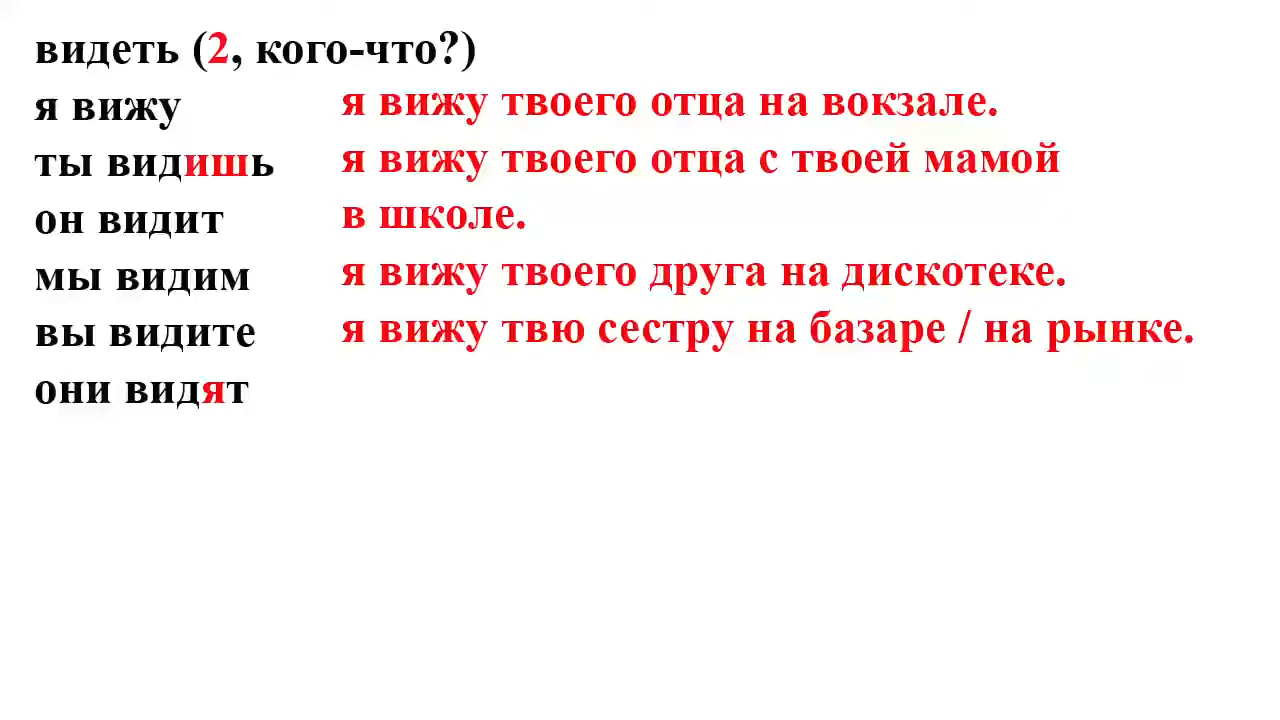 видеть (2, кого-что?)
я вижу
ты видишь
он видит
мы видим
вы видите
они видят
я вижу твоего отца на вокзале.
я вижу твоего отца с твоей мамой
в школе.
я вижу твоего друга на дискотеке.
я вижу твю сестру на базаре / на рынке.